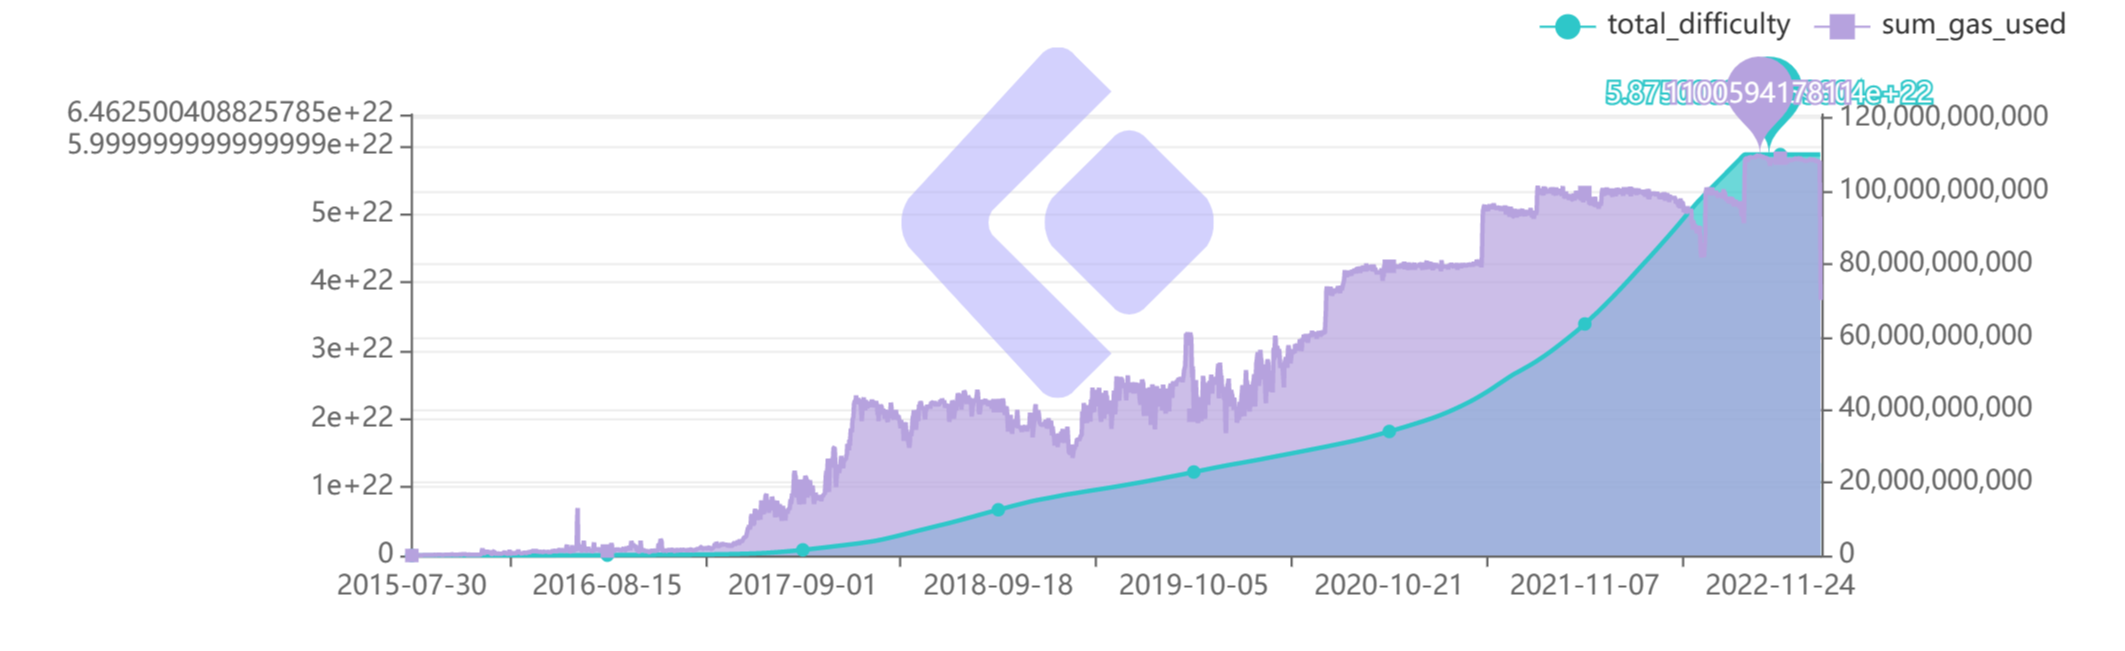 total_difficulty sum_gas_used
6.462500408825785e+22
5.999999999999999e+22
5e+22
4e+22
3e+22
2e+22
1e+22
0
120,000,000,000
100,000,000,000
80,000,000,000
60,000,000,000
40,000,000,000
20,000,000,000
0
2015-07-30 2016-08-15 2017-09-01 2018-09-18 2019-10-05 2020-10-21 2021-11-07 2022-11-24